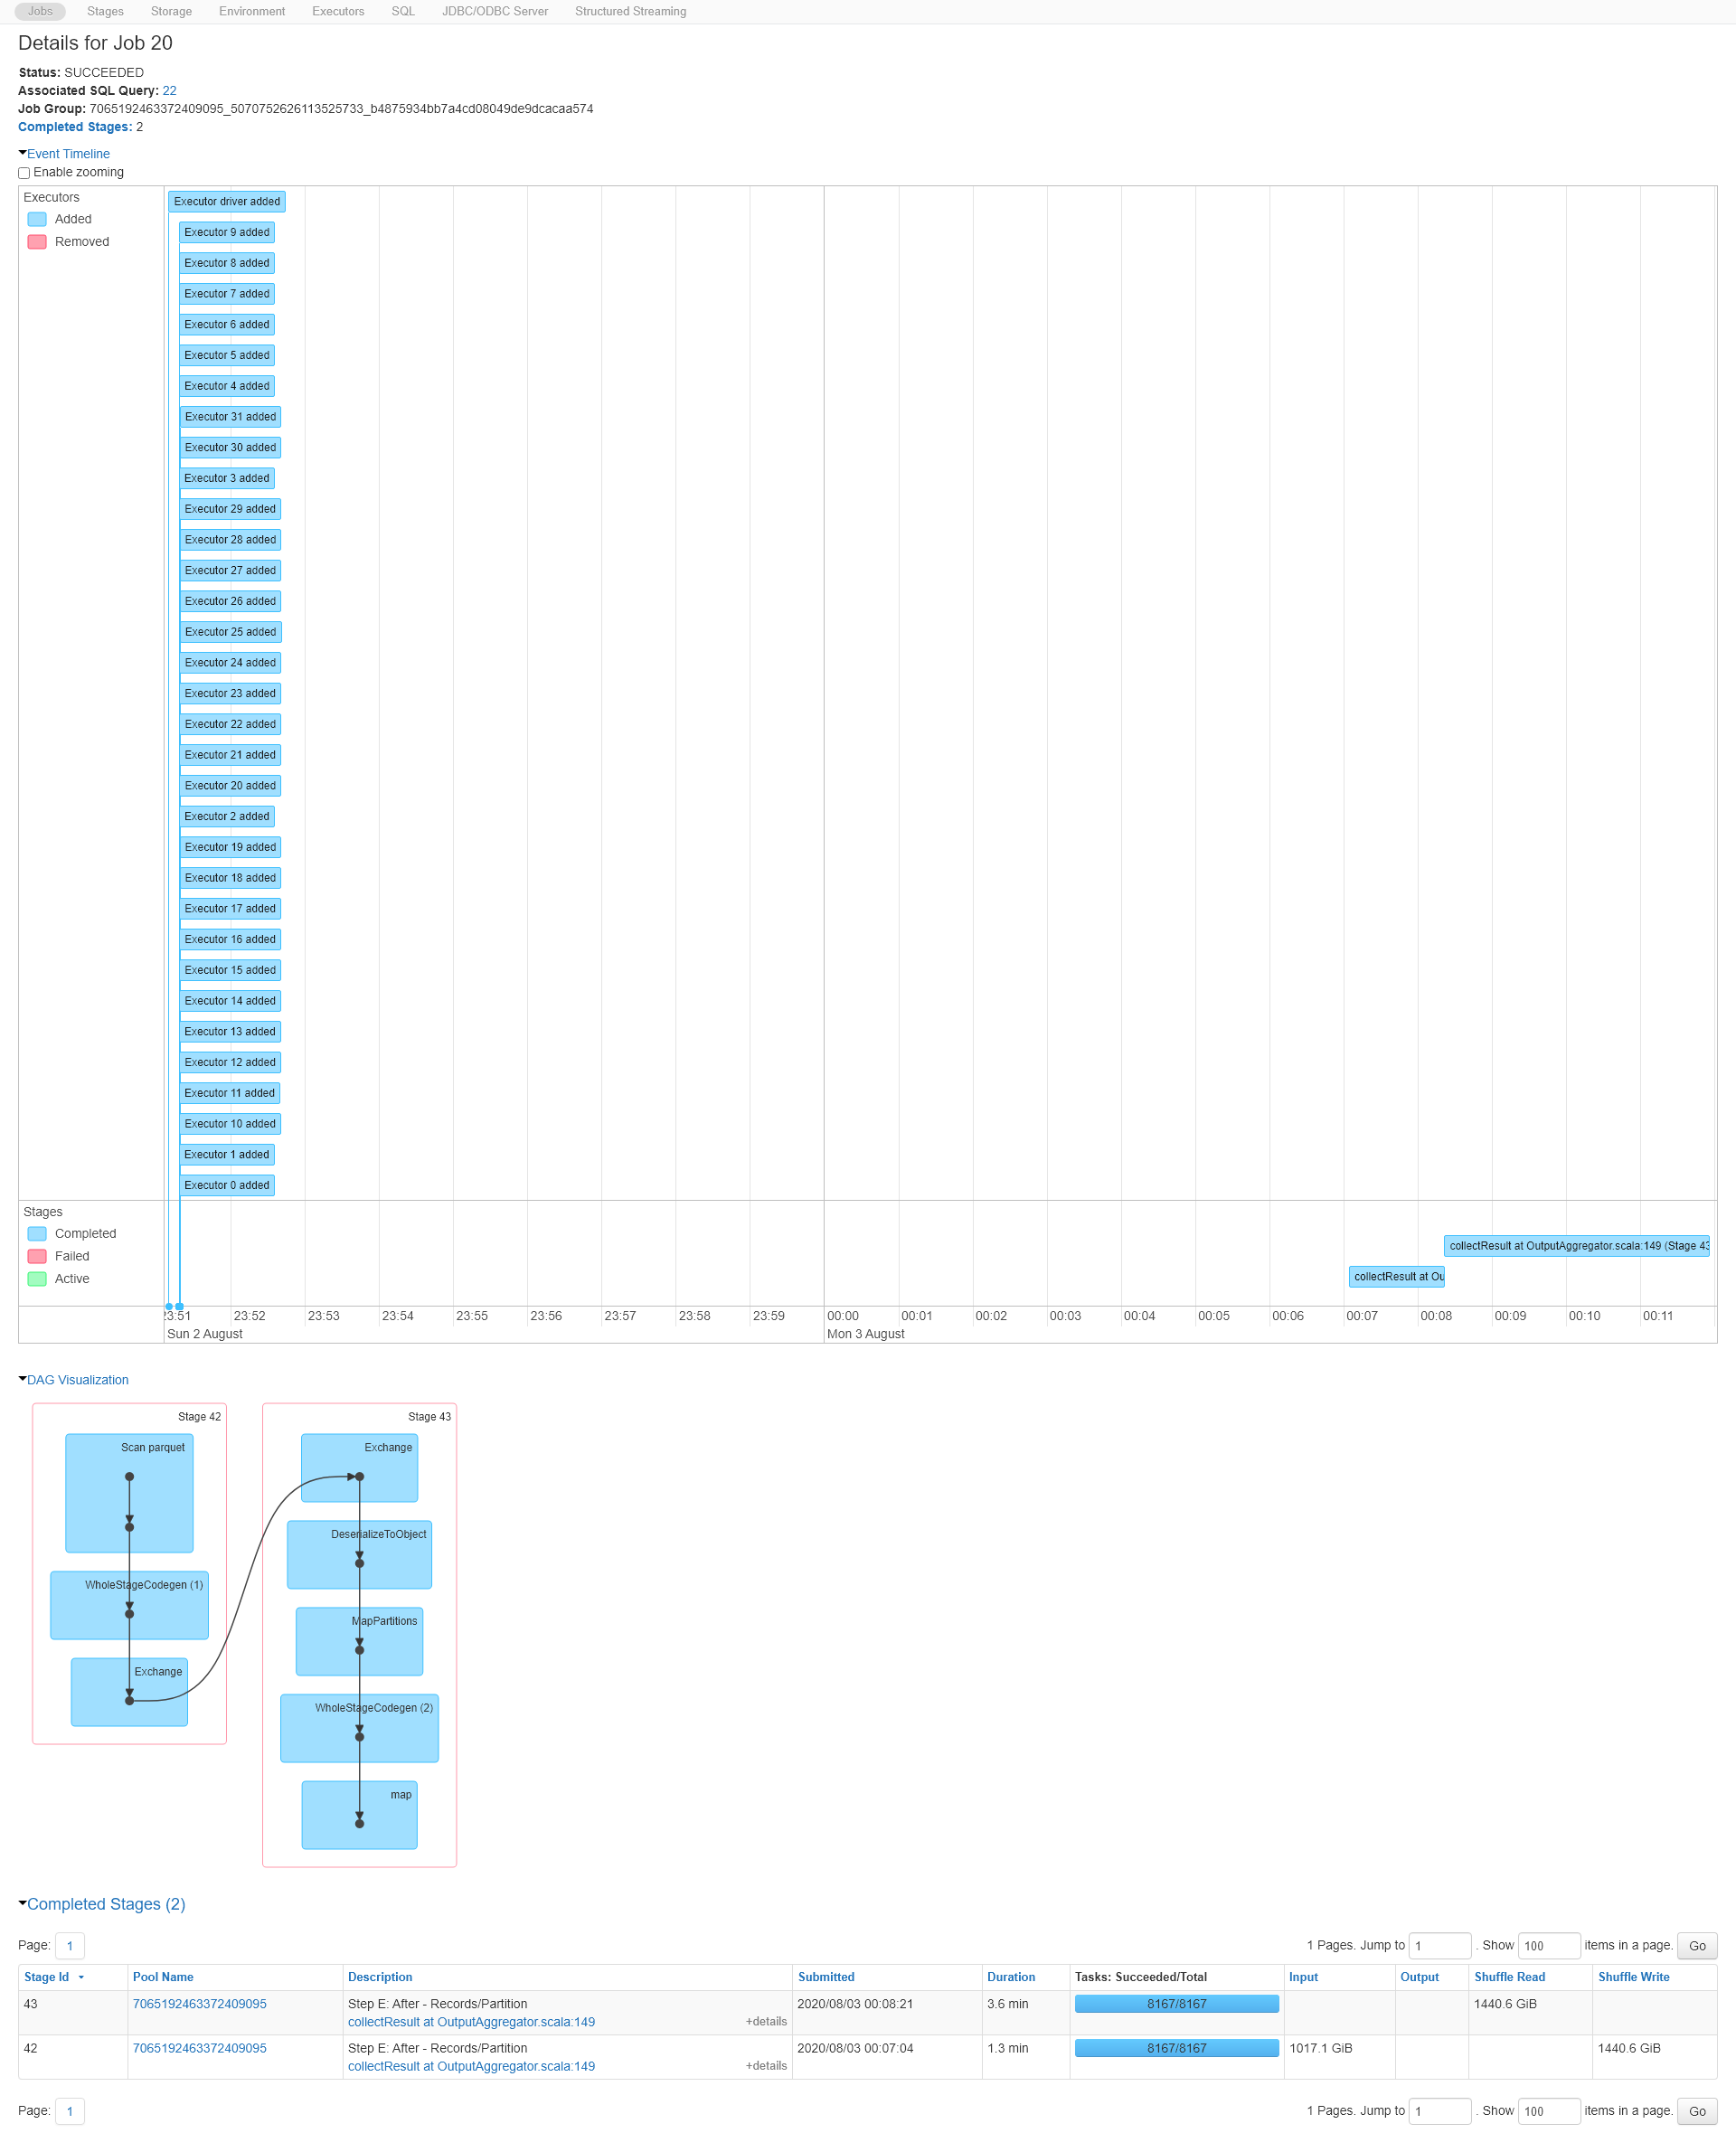 Jobs Stages Storage Environment Executors SQL JDBC/ODBC Server Structured Streaming
Details for Job 20
Status: SUCCEEDED
Associated SQL Query: 22
Job Group: 7065192463372409095_5070752626113525733_b4875934bb7a4cd08049de9dcacaa574
Completed Stages: 2
Event Timeline
Enable zooming
Executors
Added
Removed
Executor driver added
Executor 9 added
Executor 8 added
Executor 7 added
Executor 6 added
Executor 5 added
Executor 4 added
Executor 31 added
Executor 30 added
Executor 3 added
Executor 29 added
Executor 28 added
Executor 27 added
Executor 26 added
Executor 25 added
Executor 24 added
Executor 23 added
Executor 22 added
Executor 21 added
Executor 20 added
Executor 2 added
Executor 19 added
Executor 18 added
Executor 17 added
Executor 16 added
Executor 15 added
Executor 14 added
Executor 13 added
Executor 12 added
Executor 11 added
Executor 10 added
Executor 1 added
Executor 0 added
Stages
Completed
Failed
Active
collectResult at OutputAggregator.scala:149 (Stage 43
collectResult at Ou
23:51 23:52 23:53 23:54 23:55 23:56 23:57 23:58 23:59 00:00 00:01 00:02 00:03 00:04 00:05 00:06 00:07 00:08 00:09 00:10 00:11
Sun 2 August Mon 3 August
DAG Visualization
Stage 42
Scan parquet
WholeStageCodegen (1)
Exchange
Stage 43
Exchange
DeserializeToObject
MapPartitions
WholeStageCodegen (2)
map
Completed Stages (2)
Page: 1 1 Pages. Jump to 1 . Show 100 items in a page. Go
Stage Id Pool Name Description Submitted Duration Tasks: Succeeded/Total Input Output Shuffle Read Shuffle Write
43 7065192463372409095 Step E: After - Records/Partition 2020/08/03 00:08:21 3.6 min 8167/8167 1440.6 GiB
collectResult at OutputAggregator.scala:149 +details
42 7065192463372409095 Step E: After - Records/Partition 2020/08/03 00:07:04 1.3 min 8167/8167 1017.1 GiB 1440.6 GiB
collectResult at OutputAggregator.scala:149 +details
Page: 1 1 Pages. Jump to 1 . Show 100 items in a page. Go